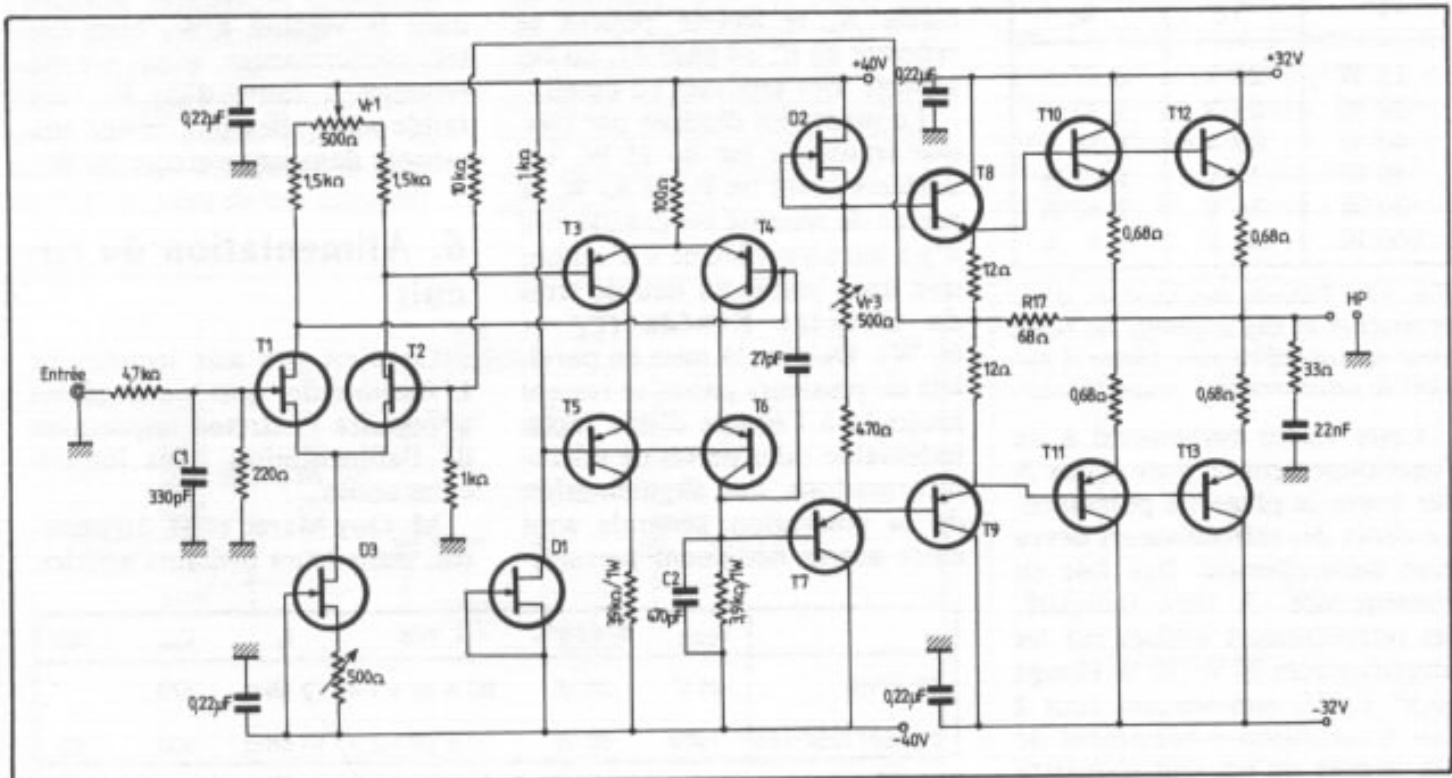 +40V
+32V
0,22µF
Vr1
500Ω
1,5kΩ
1,5kΩ
10kΩ
1kΩ
100Ω
D2
0,22µF
T8
T10
T12
T3
T4
0,68Ω
0,68Ω
12Ω
Vr3
500Ω
R17
68Ω
HP
T1
T2
27pF
Entrée
4,7kΩ
12Ω
33Ω
T5
T6
470Ω
0,68Ω
0,68Ω
22nF
C1
330pF
220Ω
1kΩ
T11
T13
T9
D3
D1
T7
3,9kΩ/1W
C2
470pF
3,9kΩ/1W
500Ω
0,22µF
0,22µF
-40V
-32V
6. Alimentation